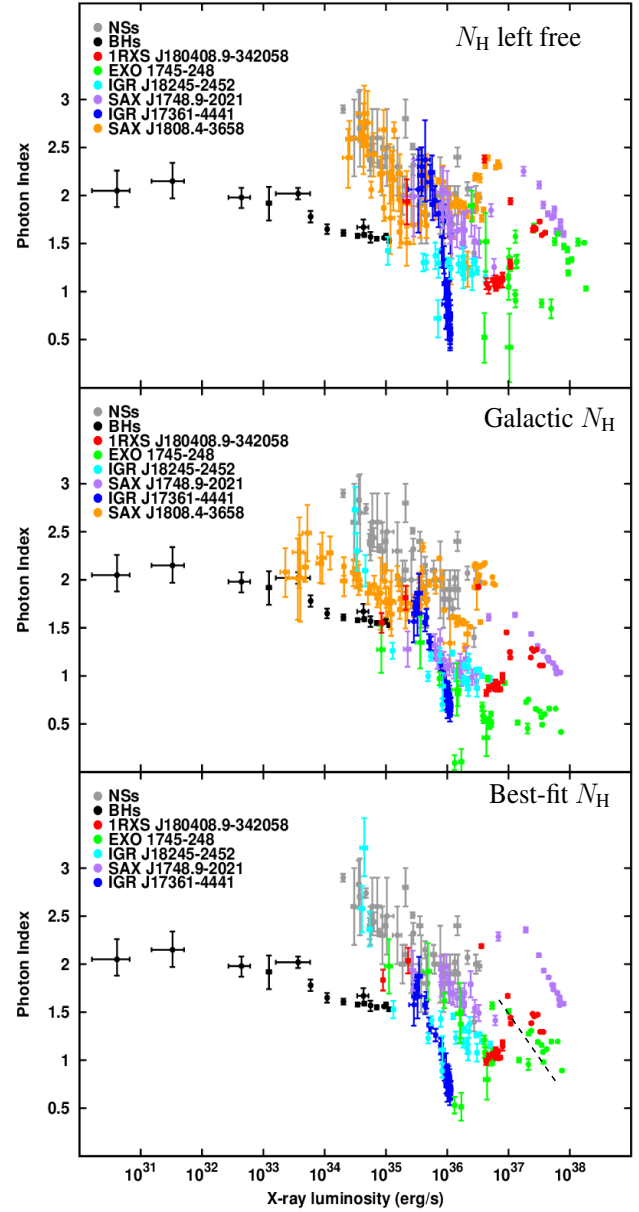 N_H left free
NSs
BHs
1RXS J180408.9-342058
EXO 1745-248
IGR J18245-2452
SAX J1748.9-2021
IGR J17361-4441
SAX J1808.4-3658
Photon Index
3
2.5
2
1.5
1
0.5
Galactic N_H
NSs
BHs
1RXS J180408.9-342058
EXO 1745-248
IGR J18245-2452
SAX J1748.9-2021
IGR J17361-4441
SAX J1808.4-3658
Photon Index
3
2.5
2
1.5
1
0.5
Best-fit N_H
NSs
BHs
1RXS J180408.9-342058
EXO 1745-248
IGR J18245-2452
SAX J1748.9-2021
IGR J17361-4441
Photon Index
3
2.5
2
1.5
1
0.5
10^31 10^32 10^33 10^34 10^35 10^36 10^37 10^38
X-ray luminosity (erg/s)